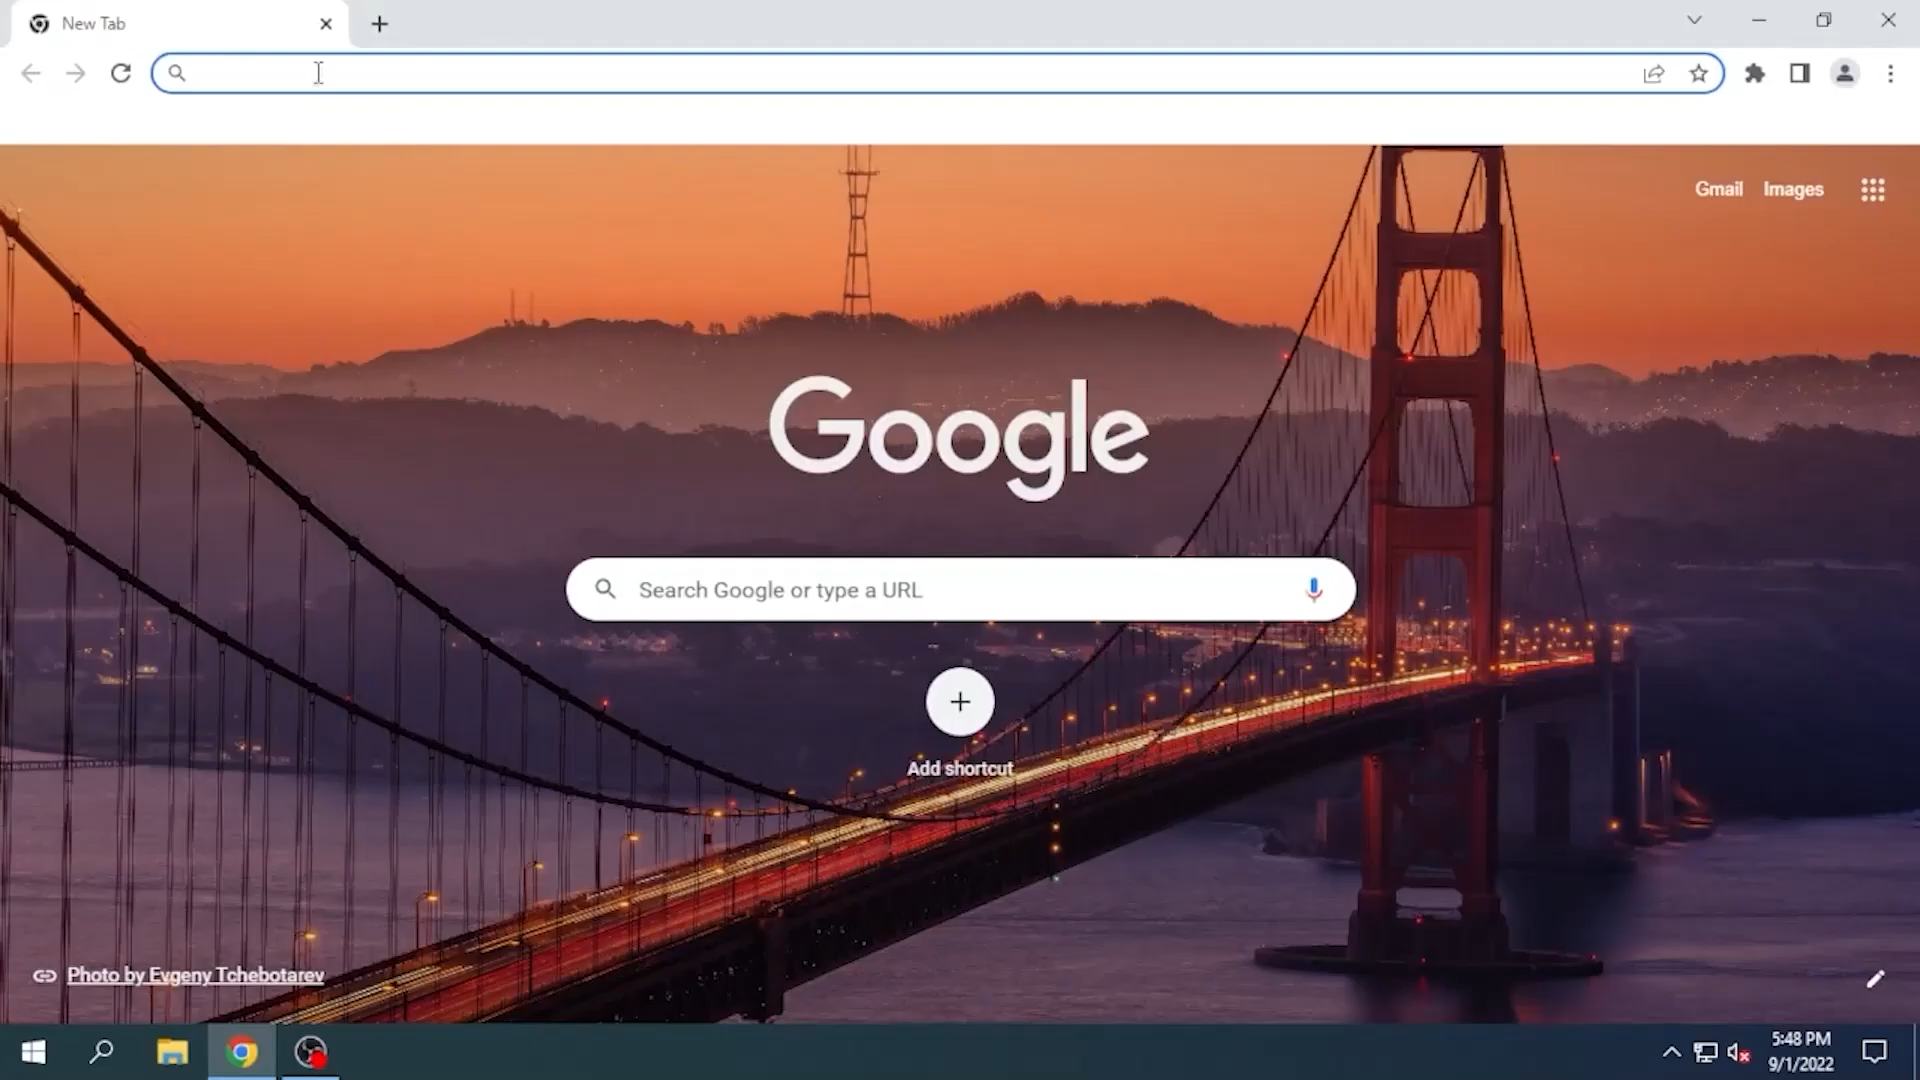 New Tab
Gmail Images
Google
Search Google or type a URL
Add shortcut
Photo by Evgeny Tchebotarev
5:48 PM
9/1/2022